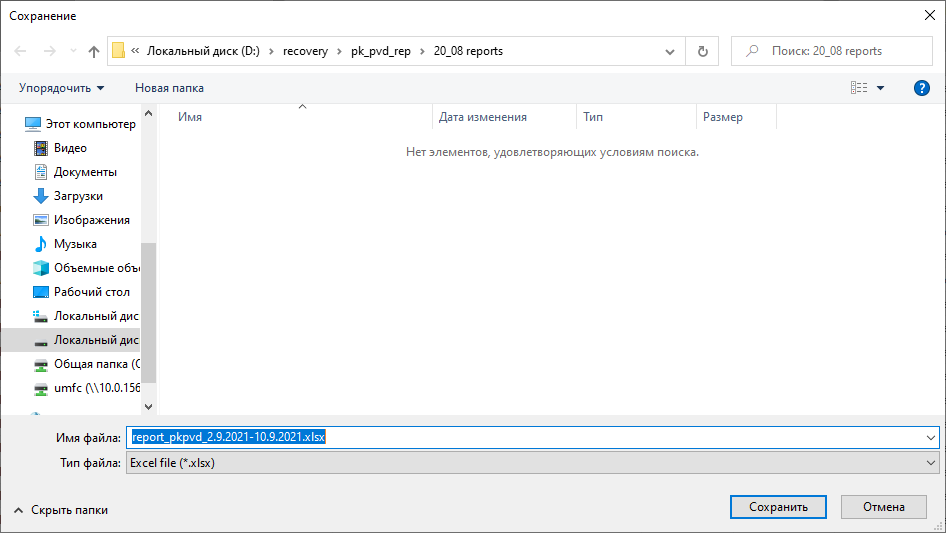 Сохранение
« Локальный диск (D:) › recovery › pk_pvd_rep › 20_08 reports
Поиск: 20_08 reports
Упорядочить
Новая папка
Имя
Дата изменения
Тип
Размер
Нет элементов, удовлетворяющих условиям поиска.
Этот компьютер
Видео
Документы
Загрузки
Изображения
Музыка
Объемные объ
Рабочий стол
Локальный дис
Локальный дис
Общая папка (
umfc (\\10.0.156
Имя файла: report_pkpvd_2.9.2021-10.9.2021.xlsx
Тип файла: Excel file (*.xlsx)
Скрыть папки
Сохранить
Отмена